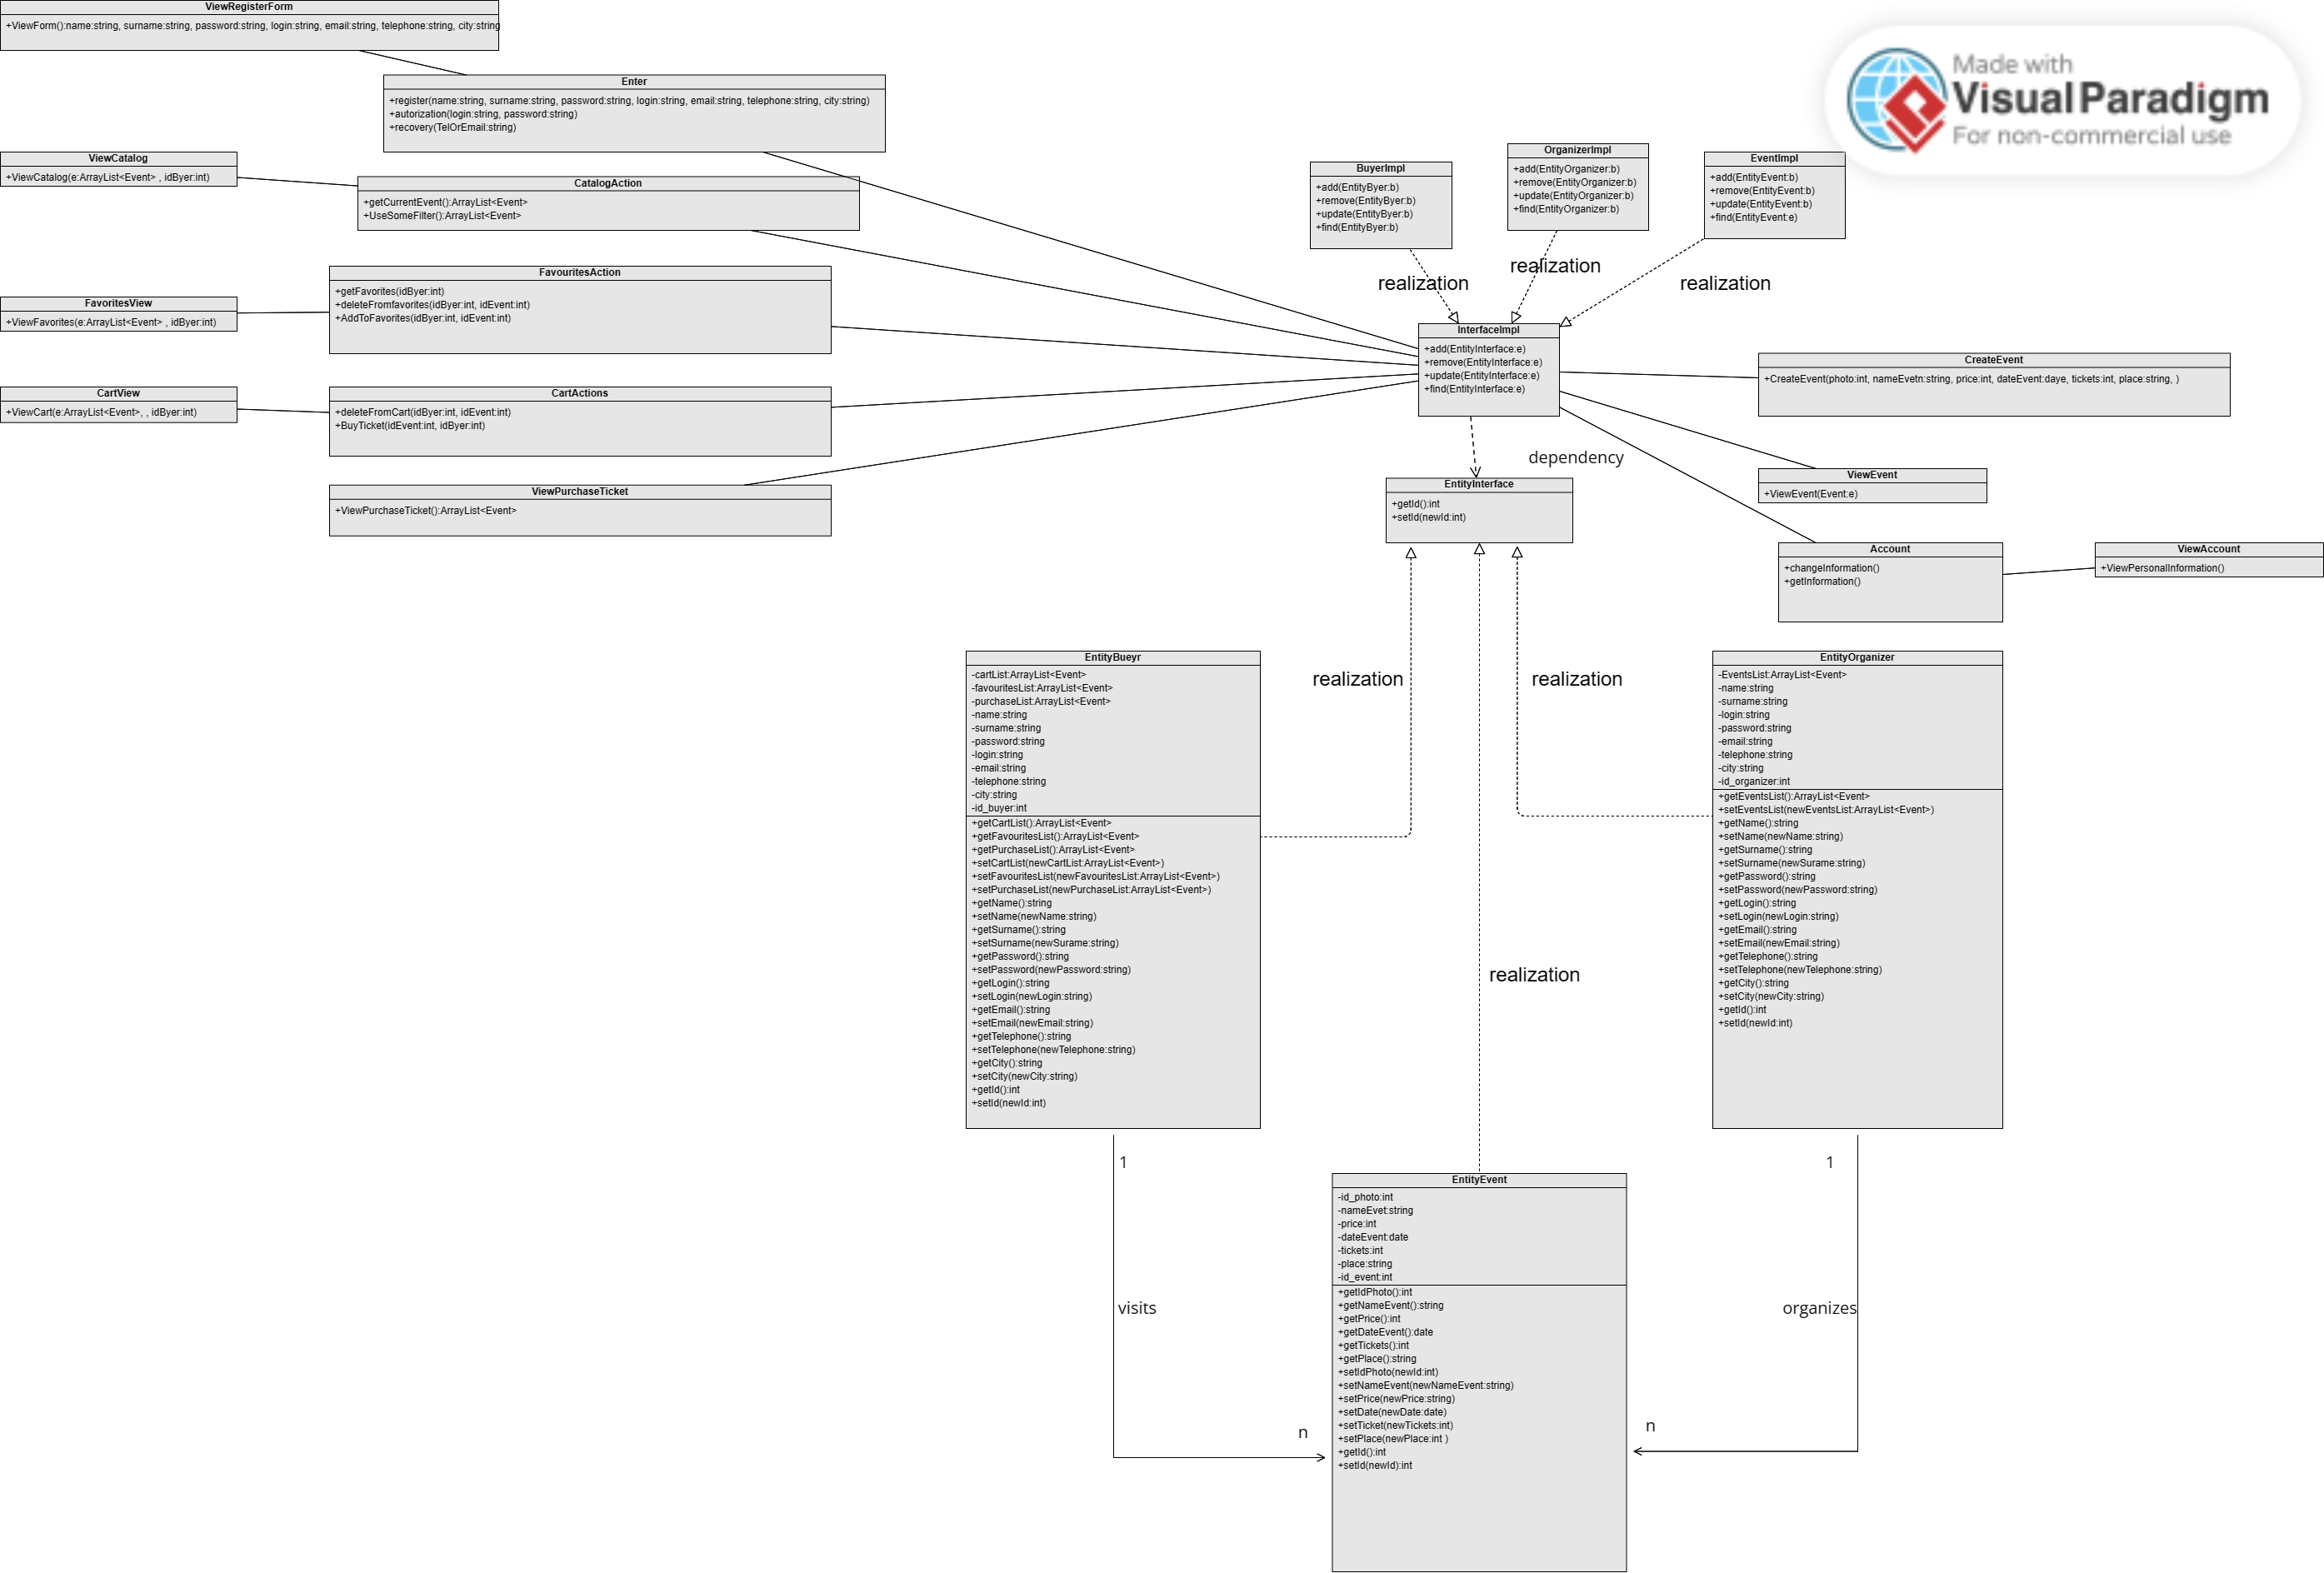 ViewRegisterForm
+ViewForm():name:string, surname:string, password:string, login:string, email:string, telephone:string, city:string
Enter
+register(name:string, surname:string, password:string, login:string, email:string, telephone:string, city:string)
+autorization(login:string, password:string)
+recovery(TelOrEmail:string)
Made with
Visual Paradigm
For non-commercial use
ViewCatalog
+ViewCatalog(e:ArrayList<Event> , idByer:int)
CatalogAction
+getCurrentEvent():ArrayList<Event>
+UseSomeFilter():ArrayList<Event>
BuyerImpl
+add(EntityByer:b)
+remove(EntityByer:b)
+update(EntityByer:b)
+find(EntityByer:b)
OrganizerImpl
+add(EntityOrganizer:b)
+remove(EntityOrganizer:b)
+update(EntityOrganizer:b)
+find(EntityOrganizer:b)
EventImpl
+add(EntityEvent:b)
+remove(EntityEvent:b)
+update(EntityEvent:b)
+find(EntityEvent:e)
realization
realization
realization
FavoritesView
+ViewFavorites(e:ArrayList<Event> , idByer:int)
FavouritesAction
+getFavorites(idByer:int)
+deleteFromfavorites(idByer:int, idEvent:int)
+AddToFavorites(idByer:int, idEvent:int)
InterfaceImpl
+add(EntityInterface:e)
+remove(EntityInterface:e)
+update(EntityInterface:e)
+find(EntityInterface:e)
CreateEvent
+CreateEvent(photo:int, nameEvetn:string, price:int, dateEvent:daye, tickets:int, place:string, )
CartView
+ViewCart(e:ArrayList<Event>, , idByer:int)
CartActions
+deleteFromCart(idByer:int, idEvent:int)
+BuyTicket(idEvent:int, idByer:int)
dependency
ViewPurchaseTicket
+ViewPurchaseTicket():ArrayList<Event>
EntityInterface
+getId():int
+setId(newId:int)
ViewEvent
+ViewEvent(Event:e)
Account
+changeInformation()
+getInformation()
ViewAccount
+ViewPersonalInformation()
EntityBueyr
-cartList:ArrayList<Event>
-favouritesList:ArrayList<Event>
-purchaseList:ArrayList<Event>
-name:string
-surname:string
-password:string
-login:string
-email:string
-telephone:string
-city:string
-id_buyer:int
+getCartList():ArrayList<Event>
+getFavouritesList():ArrayList<Event>
+getPurchaseList():ArrayList<Event>
+setCartList(newCartList:ArrayList<Event>)
+setFavouritesList(newFavouritesList:ArrayList<Event>)
+setPurchaseList(newPurchaseList:ArrayList<Event>)
+getName():string
+setName(newName:string)
+getSurname():string
+setSurname(newSurame:string)
+getPassword():string
+setPassword(newPassword:string)
+getLogin():string
+setLogin(newLogin:string)
+getEmail():string
+setEmail(newEmail:string)
+getTelephone():string
+setTelephone(newTelephone:string)
+getCity():string
+setCity(newCity:string)
+getId():int
+setId(newId:int)
realization
realization
realization
EntityOrganizer
-EventsList:ArrayList<Event>
-name:string
-surname:string
-login:string
-password:string
-email:string
-telephone:string
-city:string
-id_organizer:int
+getEventsList():ArrayList<Event>
+setEventsList(newEventsList:ArrayList<Event>)
+getName():string
+setName(newName:string)
+getSurname():string
+setSurname(newSurame:string)
+getPassword():string
+setPassword(newPassword:string)
+getLogin():string
+setLogin(newLogin:string)
+getEmail():string
+setEmail(newEmail:string)
+getTelephone():string
+setTelephone(newTelephone:string)
+getCity():string
+setCity(newCity:string)
+getId():int
+setId(newId:int)
1
visits
n
EntityEvent
-id_photo:int
-nameEvet:string
-price:int
-dateEvent:date
-tickets:int
-place:string
-id_event:int
+getIdPhoto():int
+getNameEvent():string
+getPrice():int
+getDateEvent():date
+getTickets():int
+getPlace():string
+setIdPhoto(newId:int)
+setNameEvent(newNameEvent:string)
+setPrice(newPrice:string)
+setDate(newDate:date)
+setTicket(newTickets:int)
+setPlace(newPlace:int )
+getId():int
+setId(newId):int
1
organizes
n